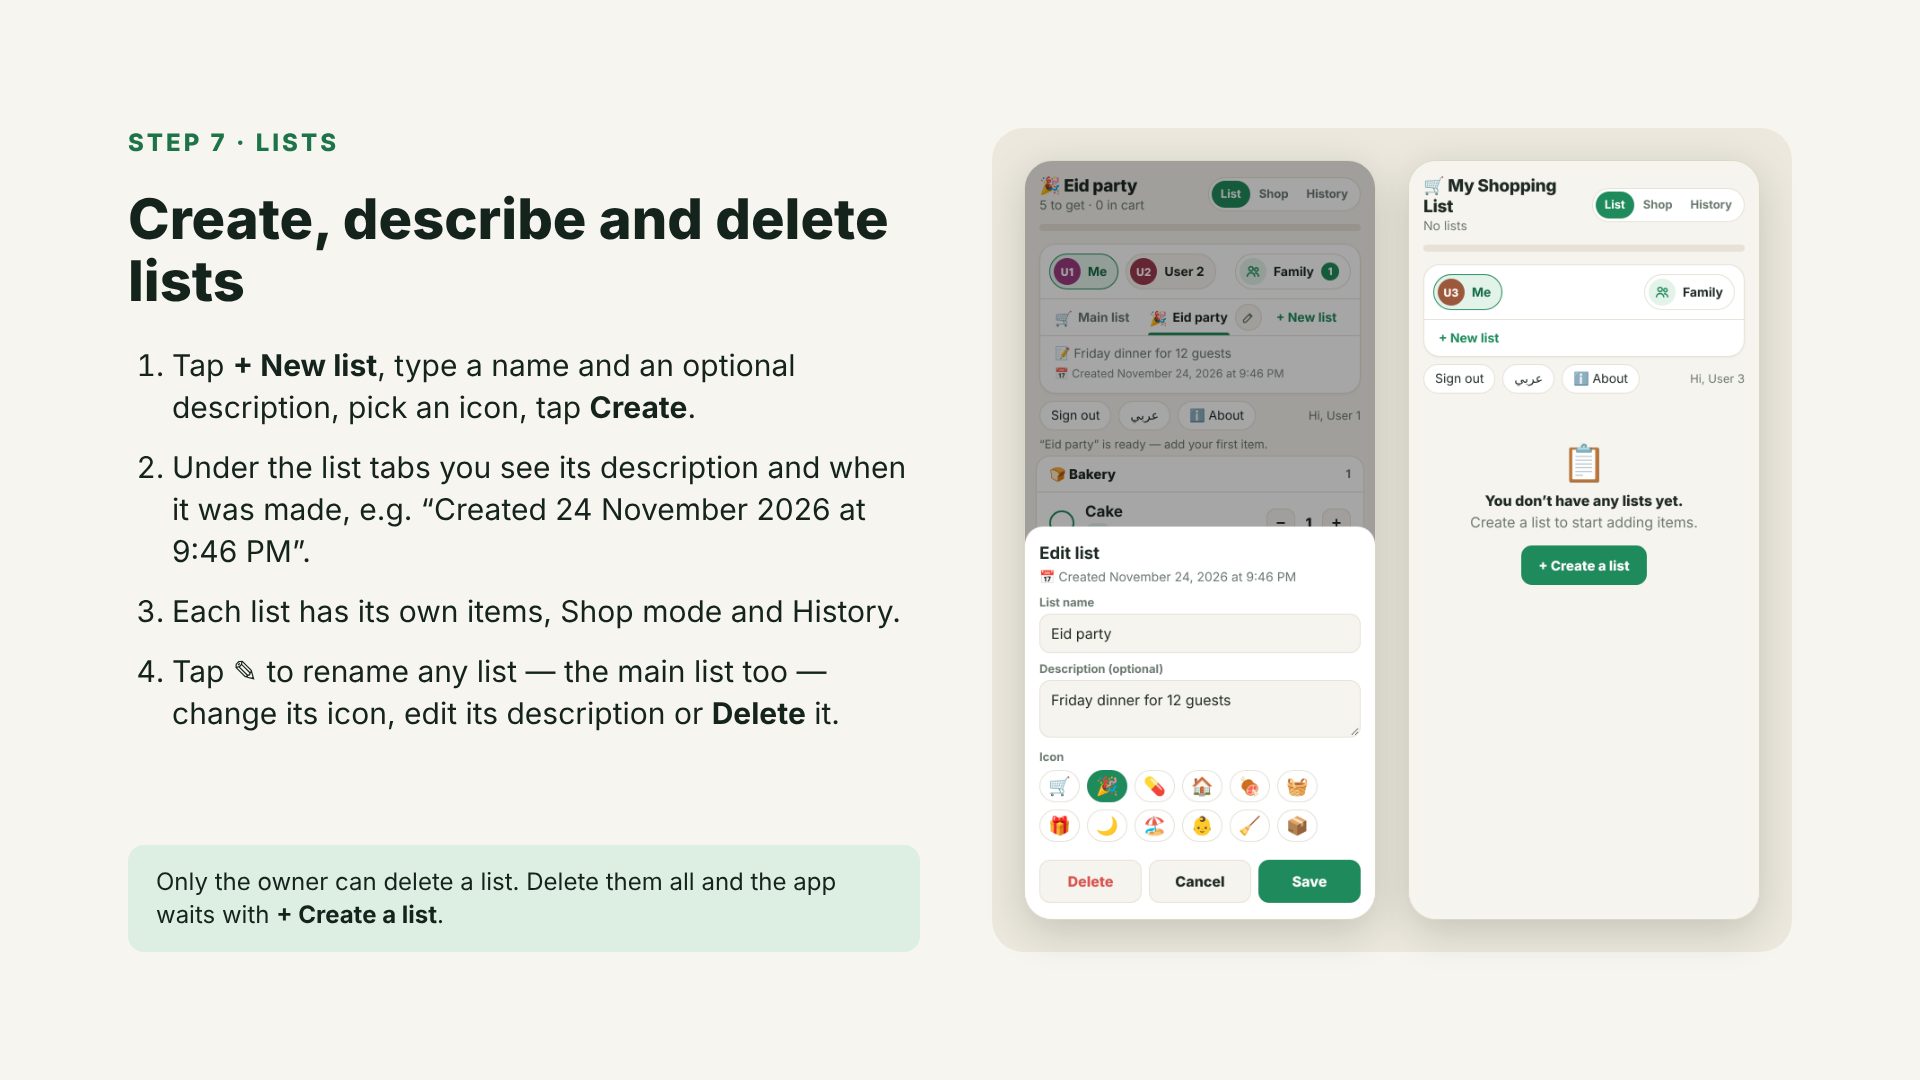 STEP 7 · LISTS
Create, describe and delete
lists
1. Tap + New list, type a name and an optional
description, pick an icon, tap Create.
2. Under the list tabs you see its description and when
it was made, e.g. “Created 24 November 2026 at
9:46 PM”.
3. Each list has its own items, Shop mode and History.
4. Tap ✎ to rename any list — the main list too —
change its icon, edit its description or Delete it.
Only the owner can delete a list. Delete them all and the app
waits with + Create a list.
🎉 Eid party
5 to get · 0 in cart
List Shop History
U1 Me U2 User 2 Family 1
🛒 Main list 🎉 Eid party + New list
📝 Friday dinner for 12 guests
📅 Created November 24, 2026 at 9:46 PM
Sign out عربي ℹ️ About Hi, User 1
“Eid party” is ready — add your first item.
🍞 Bakery 1
Cake
− 1 +
Edit list
📅 Created November 24, 2026 at 9:46 PM
List name
Eid party
Description (optional)
Friday dinner for 12 guests
Icon
Delete Cancel Save
🛒 My Shopping
List
No lists
List Shop History
U3 Me Family
+ New list
Sign out عربي ℹ️ About Hi, User 3
You don’t have any lists yet.
Create a list to start adding items.
+ Create a list